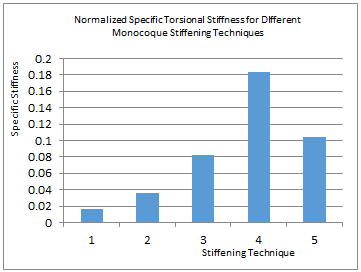 Normalized Specific Torsional Stiffness for Different
Monocoque Stiffening Techniques
Specific Stiffness
0.2
0.18
0.16
0.14
0.12
0.1
0.08
0.06
0.04
0.02
0
1 2 3 4 5
Stiffening Technique